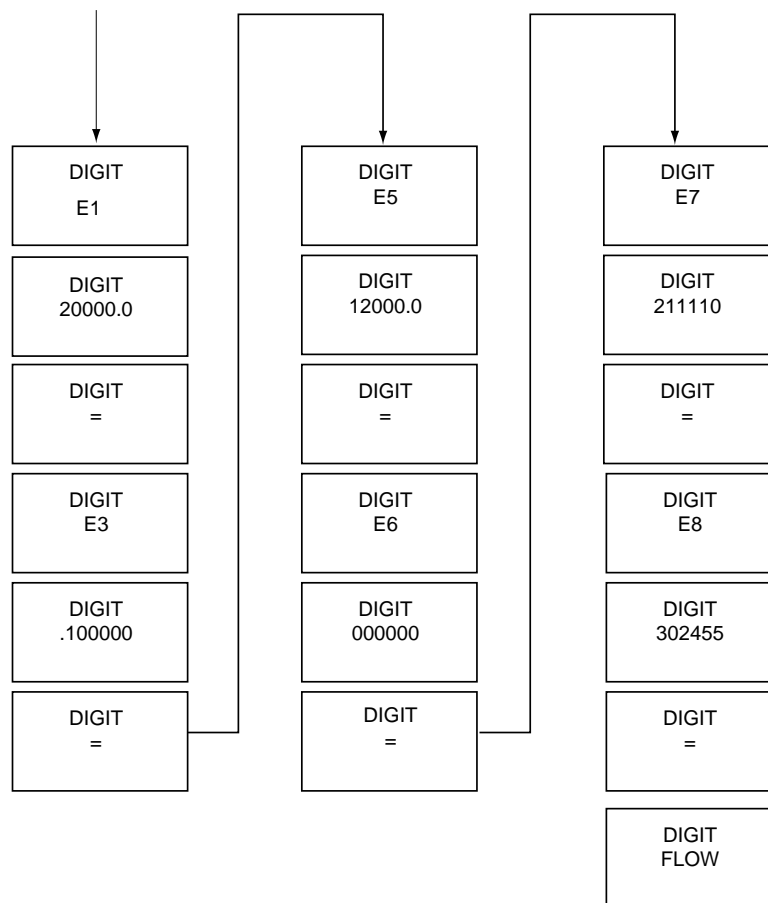 DIGIT
E1
DIGIT
20000.0
DIGIT
=
DIGIT
E3
DIGIT
.100000
DIGIT
=
DIGIT
E5
DIGIT
12000.0
DIGIT
=
DIGIT
E6
DIGIT
000000
DIGIT
=
DIGIT
E7
DIGIT
211110
DIGIT
=
DIGIT
E8
DIGIT
302455
DIGIT
=
DIGIT
FLOW